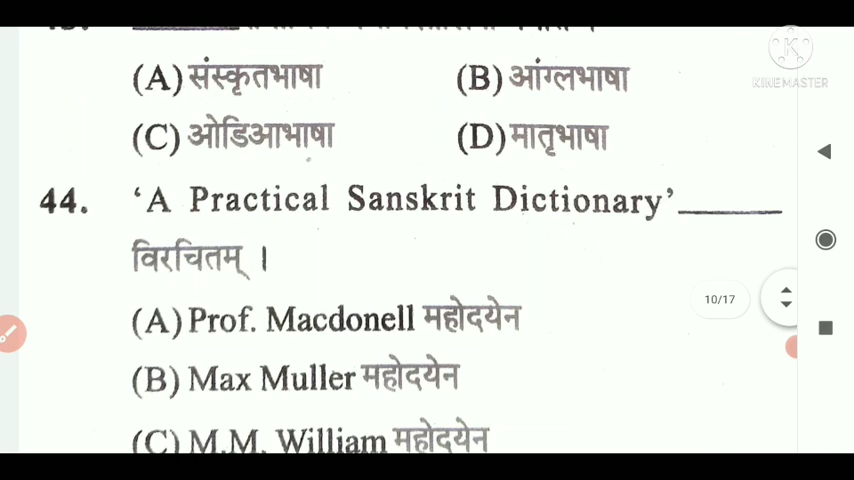 (A) संस्कृतभाषा (B) आंग्लभाषा
(C) ओडिआभाषा (D) मातृभाषा
44. 'A Practical Sanskrit Dictionary' ______
विरचितम् ।
(A) Prof. Macdonell महोदयेन
(B) Max Muller महोदयेन
(C) M.M. William महोदयेन
KINEMASTER
10/17